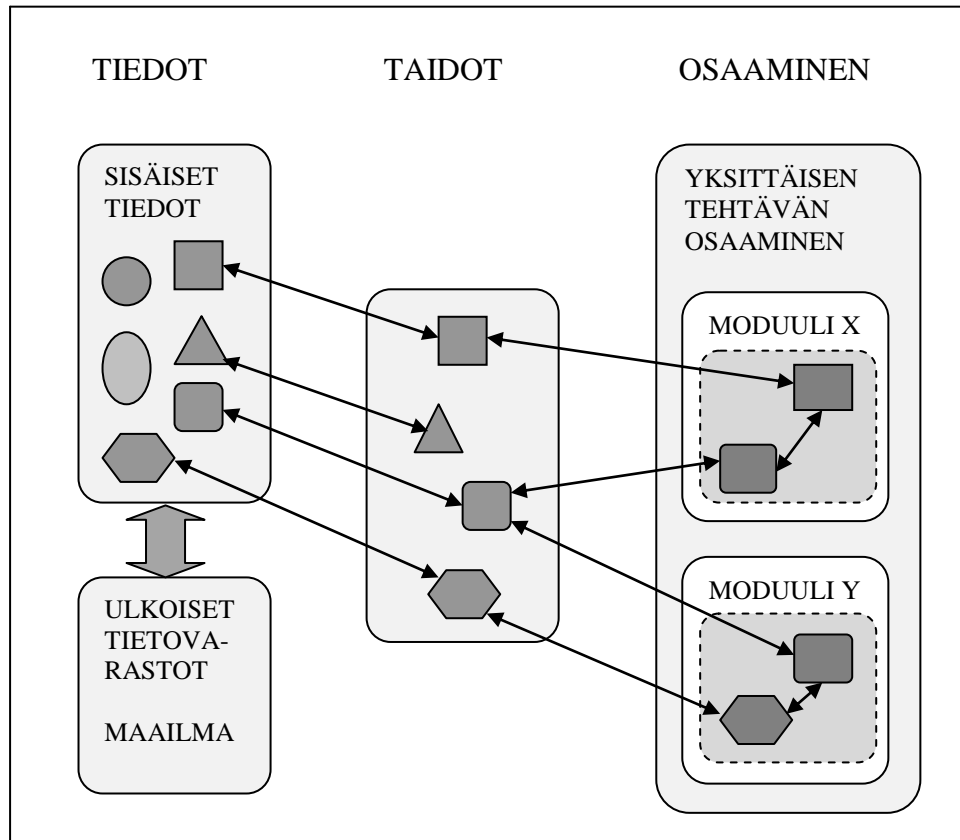 TIEDOT
TAIDOT
OSAAMINEN
SISÄISET
TIEDOT
ULKOISET
TIETOVA-
RASTOT
MAAILMA
YKSITTÄISEN
TEHTÄVÄN
OSAAMINEN
MODUULI X
MODUULI Y